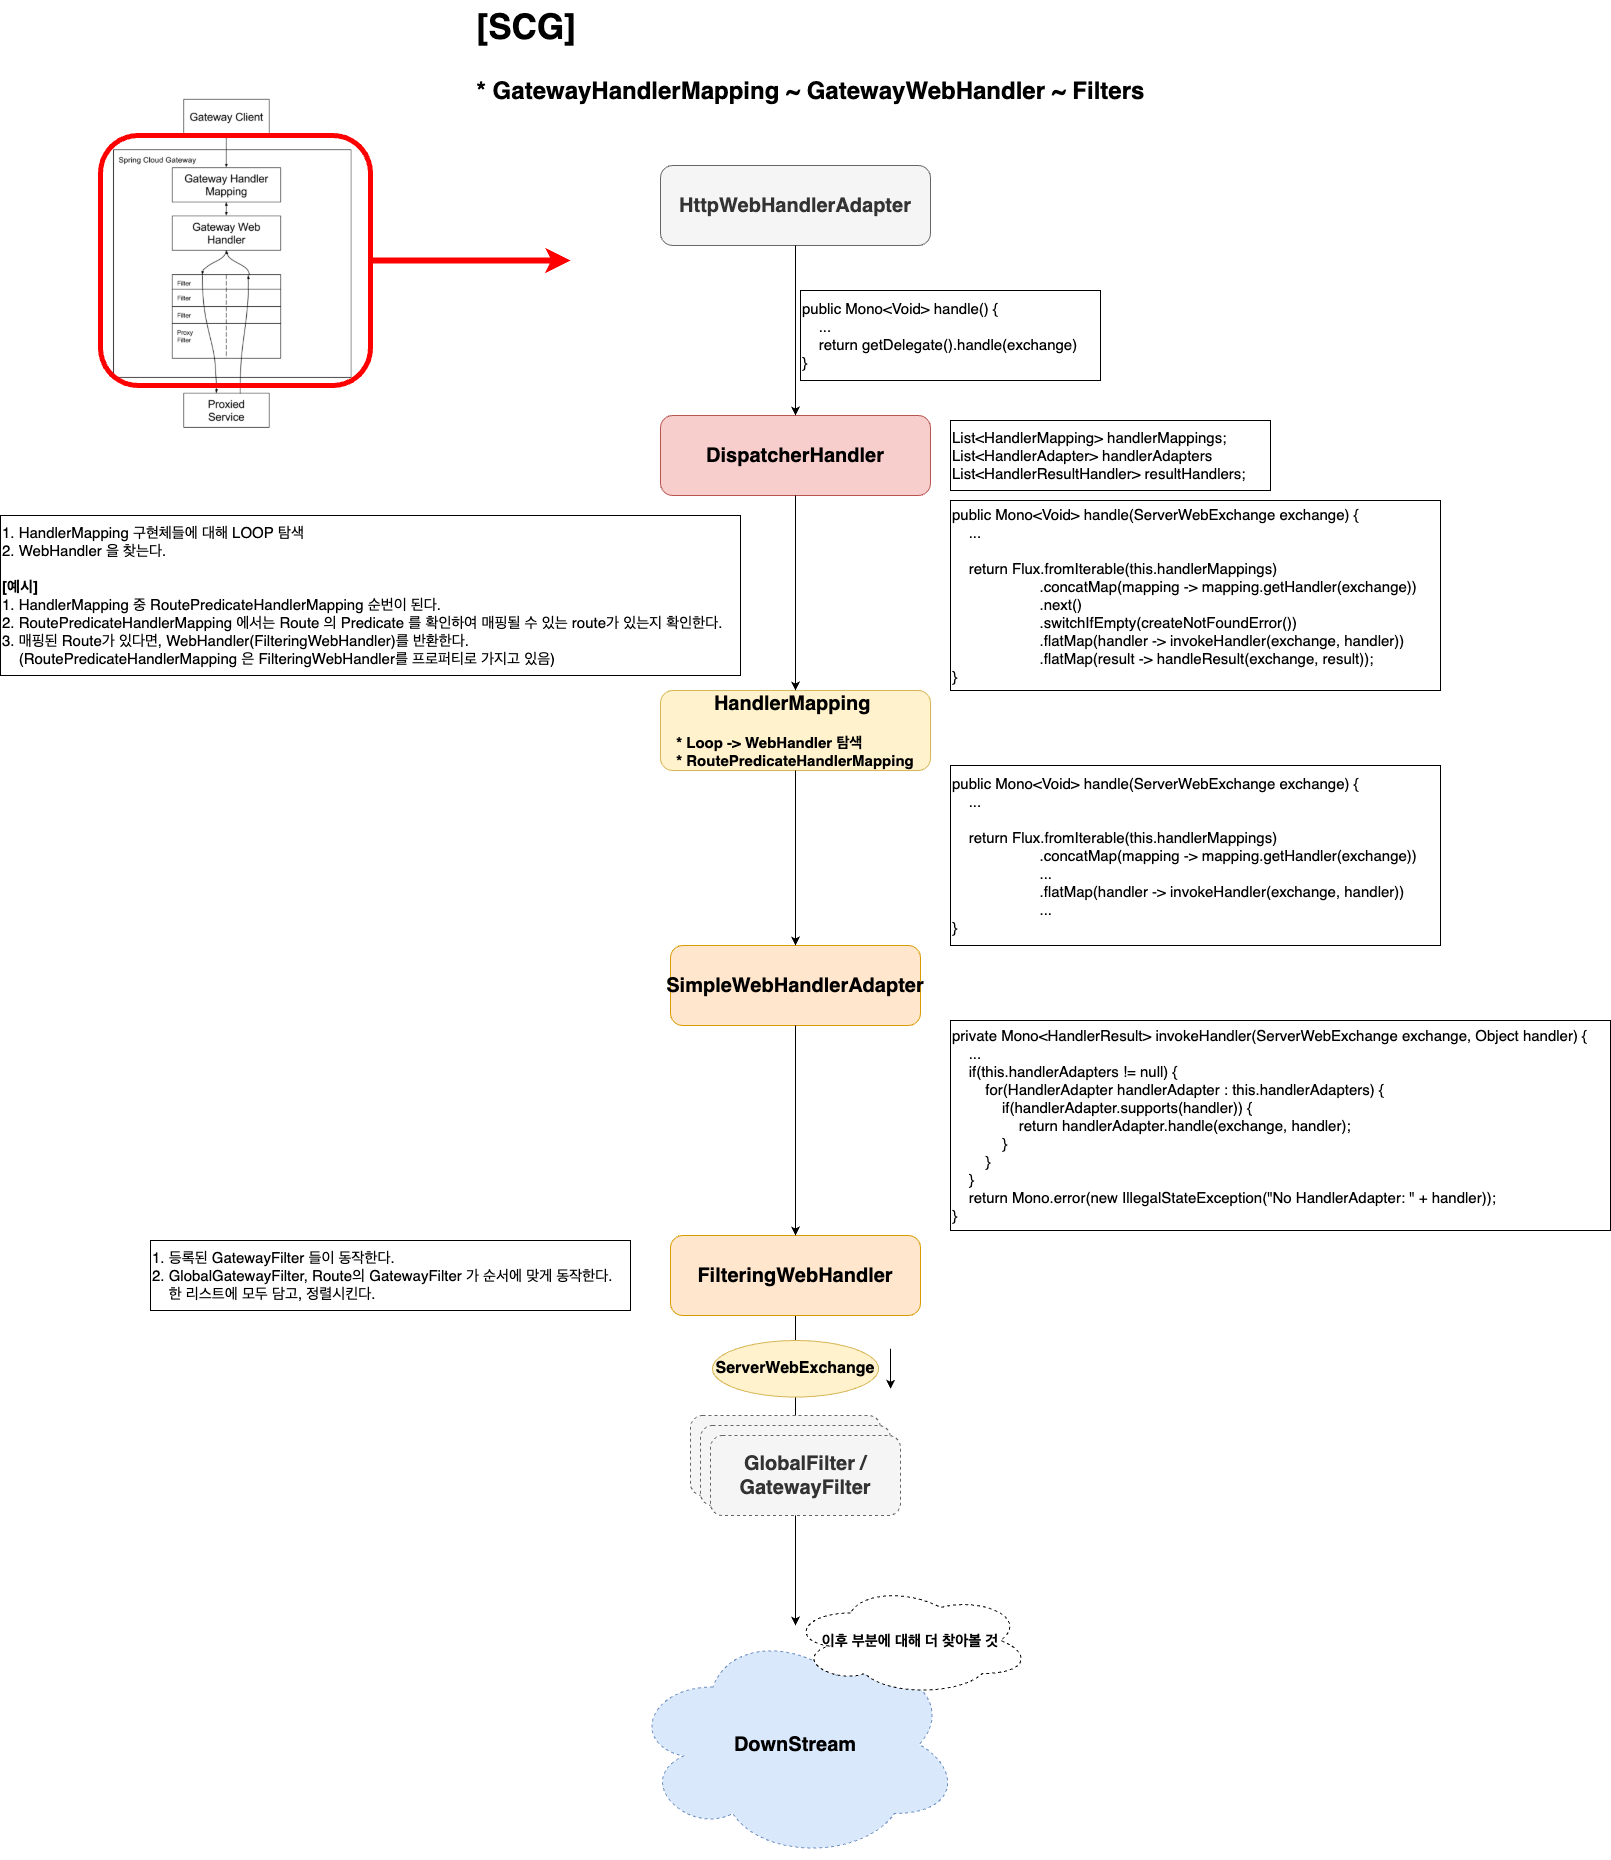 [SCG]
* GatewayHandlerMapping ~ GatewayWebHandler ~ Filters
Gateway Client
Spring Cloud Gateway
Gateway Handler
Mapping
Gateway Web
Handler
Filter
Filter
Filter
Proxy
Filter
Proxied
Service
HttpWebHandlerAdapter
public Mono<Void> handle() {
...
return getDelegate().handle(exchange)
}
DispatcherHandler
List<HandlerMapping> handlerMappings;
List<HandlerAdapter> handlerAdapters
List<HandlerResultHandler> resultHandlers;
1. HandlerMapping 구현체들에 대해 LOOP 탐색
2. WebHandler 을 찾는다.
[예시]
1. HandlerMapping 중 RoutePredicateHandlerMapping 순번이 된다.
2. RoutePredicateHandlerMapping 에서는 Route 의 Predicate 를 확인하여 매핑될 수 있는 route가 있는지 확인한다.
3. 매핑된 Route가 있다면, WebHandler(FilteringWebHandler)를 반환한다.
(RoutePredicateHandlerMapping 은 FilteringWebHandler를 프로퍼티로 가지고 있음)
public Mono<Void> handle(ServerWebExchange exchange) {
...
return Flux.fromIterable(this.handlerMappings)
.concatMap(mapping -> mapping.getHandler(exchange))
.next()
.switchIfEmpty(createNotFoundError())
.flatMap(handler -> invokeHandler(exchange, handler))
.flatMap(result -> handleResult(exchange, result));
}
HandlerMapping
* Loop -> WebHandler 탐색
* RoutePredicateHandlerMapping
public Mono<Void> handle(ServerWebExchange exchange) {
...
return Flux.fromIterable(this.handlerMappings)
.concatMap(mapping -> mapping.getHandler(exchange))
...
.flatMap(handler -> invokeHandler(exchange, handler))
...
}
SimpleWebHandlerAdapter
private Mono<HandlerResult> invokeHandler(ServerWebExchange exchange, Object handler) {
...
if(this.handlerAdapters != null) {
for(HandlerAdapter handlerAdapter : this.handlerAdapters) {
if(handlerAdapter.supports(handler)) {
return handlerAdapter.handle(exchange, handler);
}
}
}
return Mono.error(new IllegalStateException("No HandlerAdapter: " + handler));
}
1. 등록된 GatewayFilter 들이 동작한다.
2. GlobalGatewayFilter, Route의 GatewayFilter 가 순서에 맞게 동작한다.
한 리스트에 모두 담고, 정렬시킨다.
FilteringWebHandler
ServerWebExchange
GlobalFilter /
GatewayFilter
이후 부분에 대해 더 찾아볼 것
DownStream